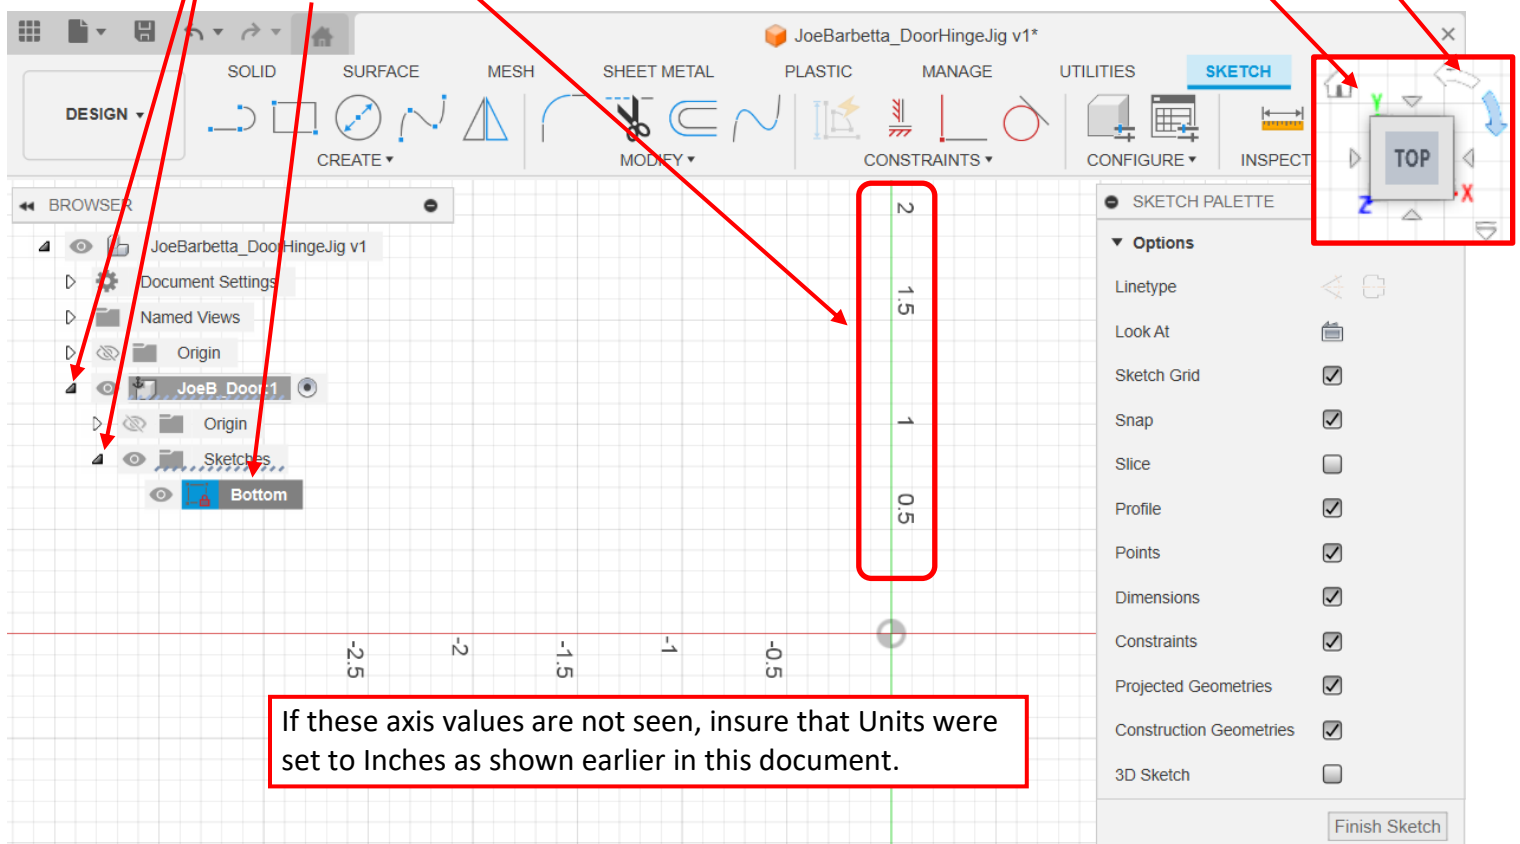 JoeBarbetta_DoorHingeJig v1*
SOLID SURFACE MESH SHEET METAL PLASTIC MANAGE UTILITIES SKETCH
DESIGN
CREATE MODIFY CONSTRAINTS CONFIGURE INSPECT
Y
TOP
X
Z
BROWSER
JoeBarbetta_DoorHingeJig v1
Document Settings
Named Views
Origin
JoeB_Door:1
Origin
Sketches
Bottom
2
1.5
1
0.5
-2.5 -2 -1.5 -1 -0.5
If these axis values are not seen, insure that Units were
set to Inches as shown earlier in this document.
SKETCH PALETTE
Options
Linetype
Look At
Sketch Grid
Snap
Slice
Profile
Points
Dimensions
Constraints
Projected Geometries
Construction Geometries
3D Sketch
Finish Sketch